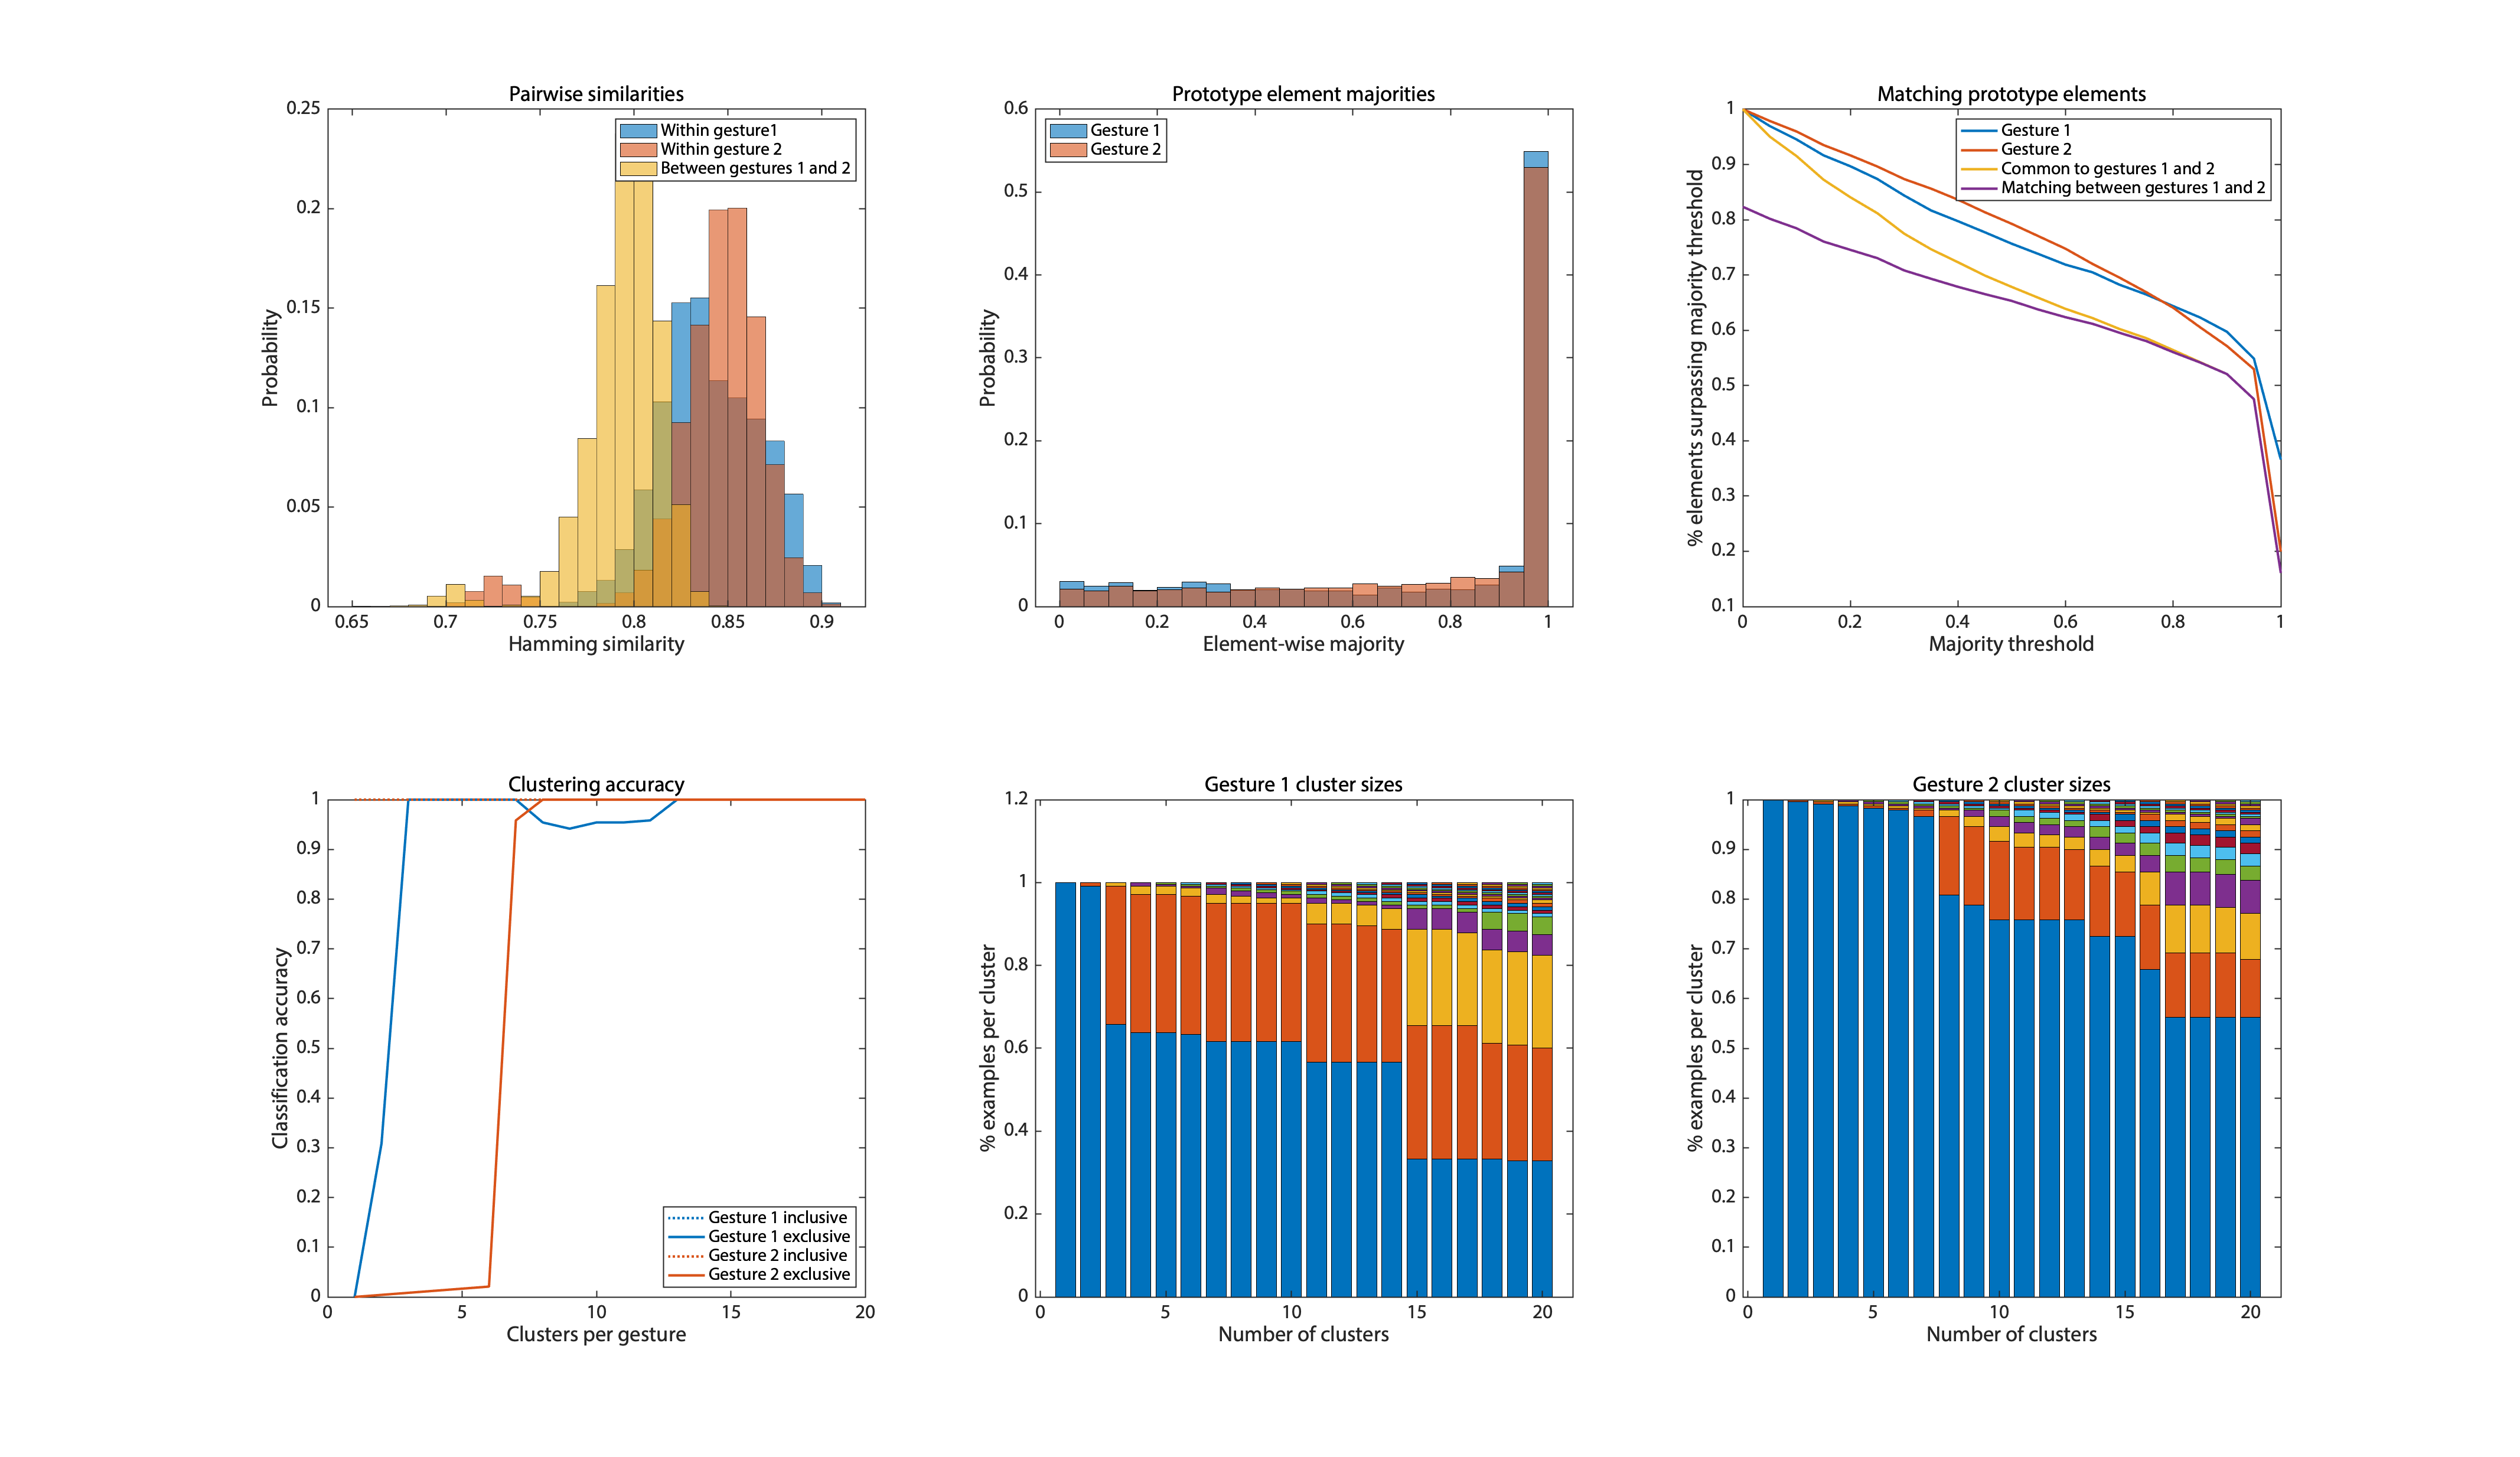 Pairwise similarities
0.25
0.2
0.15
0.1
0.05
0
Probability
Within gesture1
Within gesture 2
Between gestures 1 and 2
0.65 0.7 0.75 0.8 0.85 0.9
Hamming similarity
Prototype element majorities
0.6
0.5
0.4
0.3
0.2
0.1
0
Probability
Gesture 1
Gesture 2
0 0.2 0.4 0.6 0.8 1
Element-wise majority
Matching prototype elements
1
0.9
0.8
0.7
0.6
0.5
0.4
0.3
0.2
0.1
% elements surpassing majority threshold
Gesture 1
Gesture 2
Common to gestures 1 and 2
Matching between gestures 1 and 2
0 0.2 0.4 0.6 0.8 1
Majority threshold
Clustering accuracy
1
0.9
0.8
0.7
0.6
0.5
0.4
0.3
0.2
0.1
0
Classification accuracy
Gesture 1 inclusive
Gesture 1 exclusive
Gesture 2 inclusive
Gesture 2 exclusive
0 5 10 15 20
Clusters per gesture
Gesture 1 cluster sizes
1.2
1
0.8
0.6
0.4
0.2
0
% examples per cluster
0 5 10 15 20
Number of clusters
Gesture 2 cluster sizes
1
0.9
0.8
0.7
0.6
0.5
0.4
0.3
0.2
0.1
0
% examples per cluster
0 5 10 15 20
Number of clusters